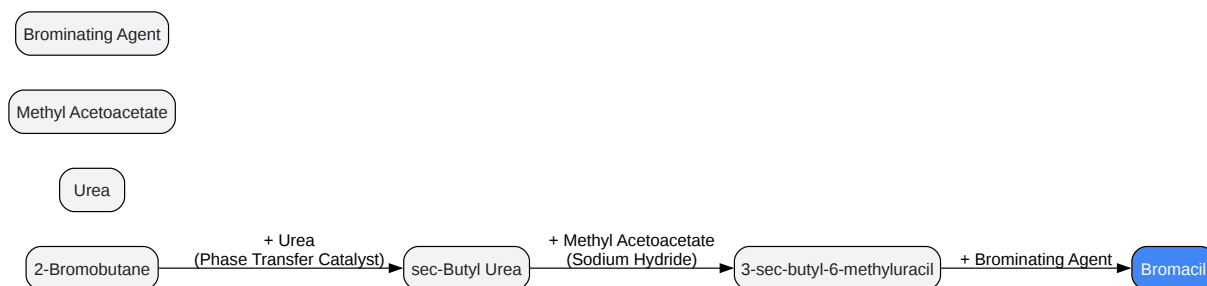 Brominating Agent
Methyl Acetoacetate
Urea
2-Bromobutane
+ Urea
(Phase Transfer Catalyst)
sec-Butyl Urea
+ Methyl Acetoacetate
(Sodium Hydride)
3-sec-butyl-6-methyluracil
+ Brominating Agent
Bromacil